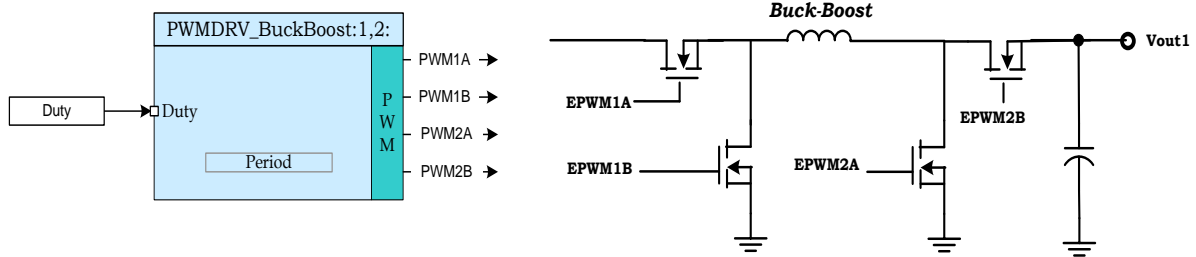 PWMDRV_BuckBoost:1,2:
Duty
Duty
Period
P
W
M
PWM1A
PWM1B
PWM2A
PWM2B
Buck-Boost
Vout1
EPWM1A
EPWM2B
EPWM1B
EPWM2A